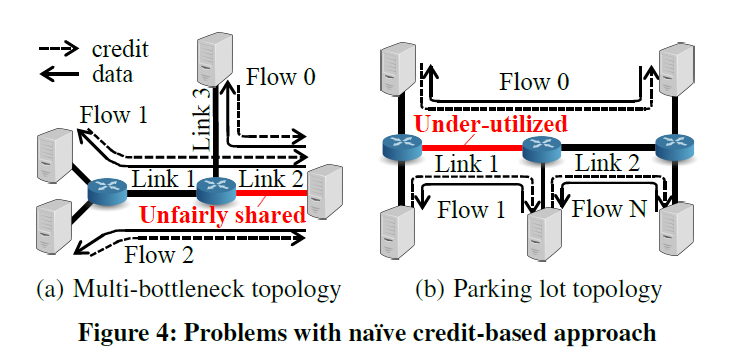 credit
data
Flow 0
Flow 1
Link 3
Link 1
Link 2
Unfairly shared
Flow 2
(a) Multi-bottleneck topology
Flow 0
Under-utilized
Link 1
Link 2
Flow 1
Flow N
(b) Parking lot topology
Figure 4: Problems with naïve credit-based approach